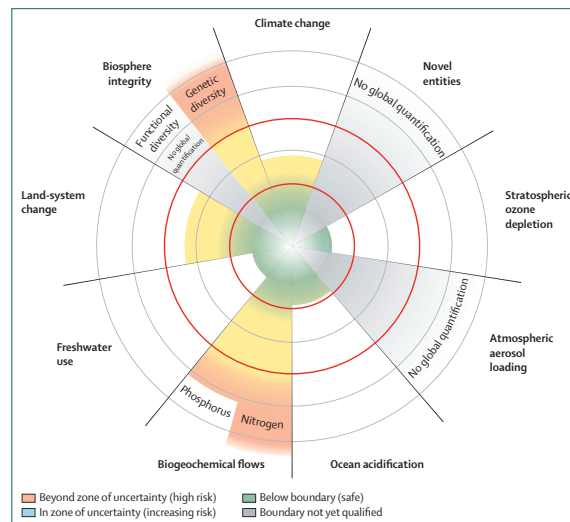 Climate change
Biosphere
integrity
Novel
entities
Genetic
diversity
Functional
diversity
No global
quantification
No global quantification
Land-system
change
Stratospheric
ozone
depletion
Freshwater
use
No global quantification
Atmospheric
aerosol
loading
Phosphorus
Nitrogen
Biogeochemical flows
Ocean acidification
Beyond zone of uncertainty (high risk)
Below boundary (safe)
In zone of uncertainty (increasing risk)
Boundary not yet qualified